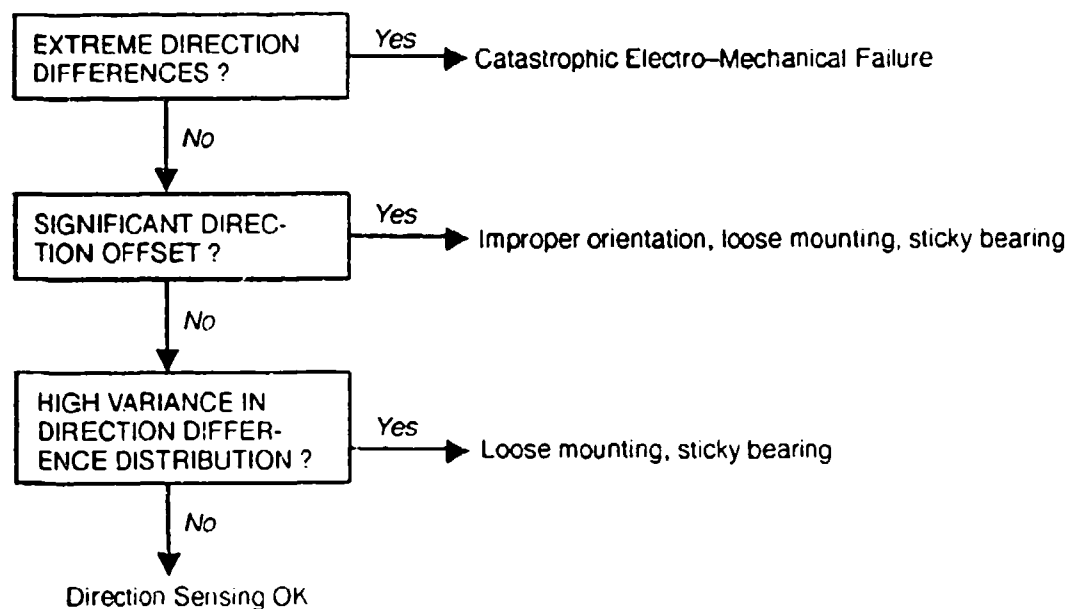 EXTREME DIRECTION
DIFFERENCES ?
Yes
Catastrophic Electro–Mechanical Failure
No
SIGNIFICANT DIREC-
TION OFFSET ?
Yes
Improper orientation, loose mounting, sticky bearing
No
HIGH VARIANCE IN
DIRECTION DIFFER-
ENCE DISTRIBUTION ?
Yes
Loose mounting, sticky bearing
No
Direction Sensing OK